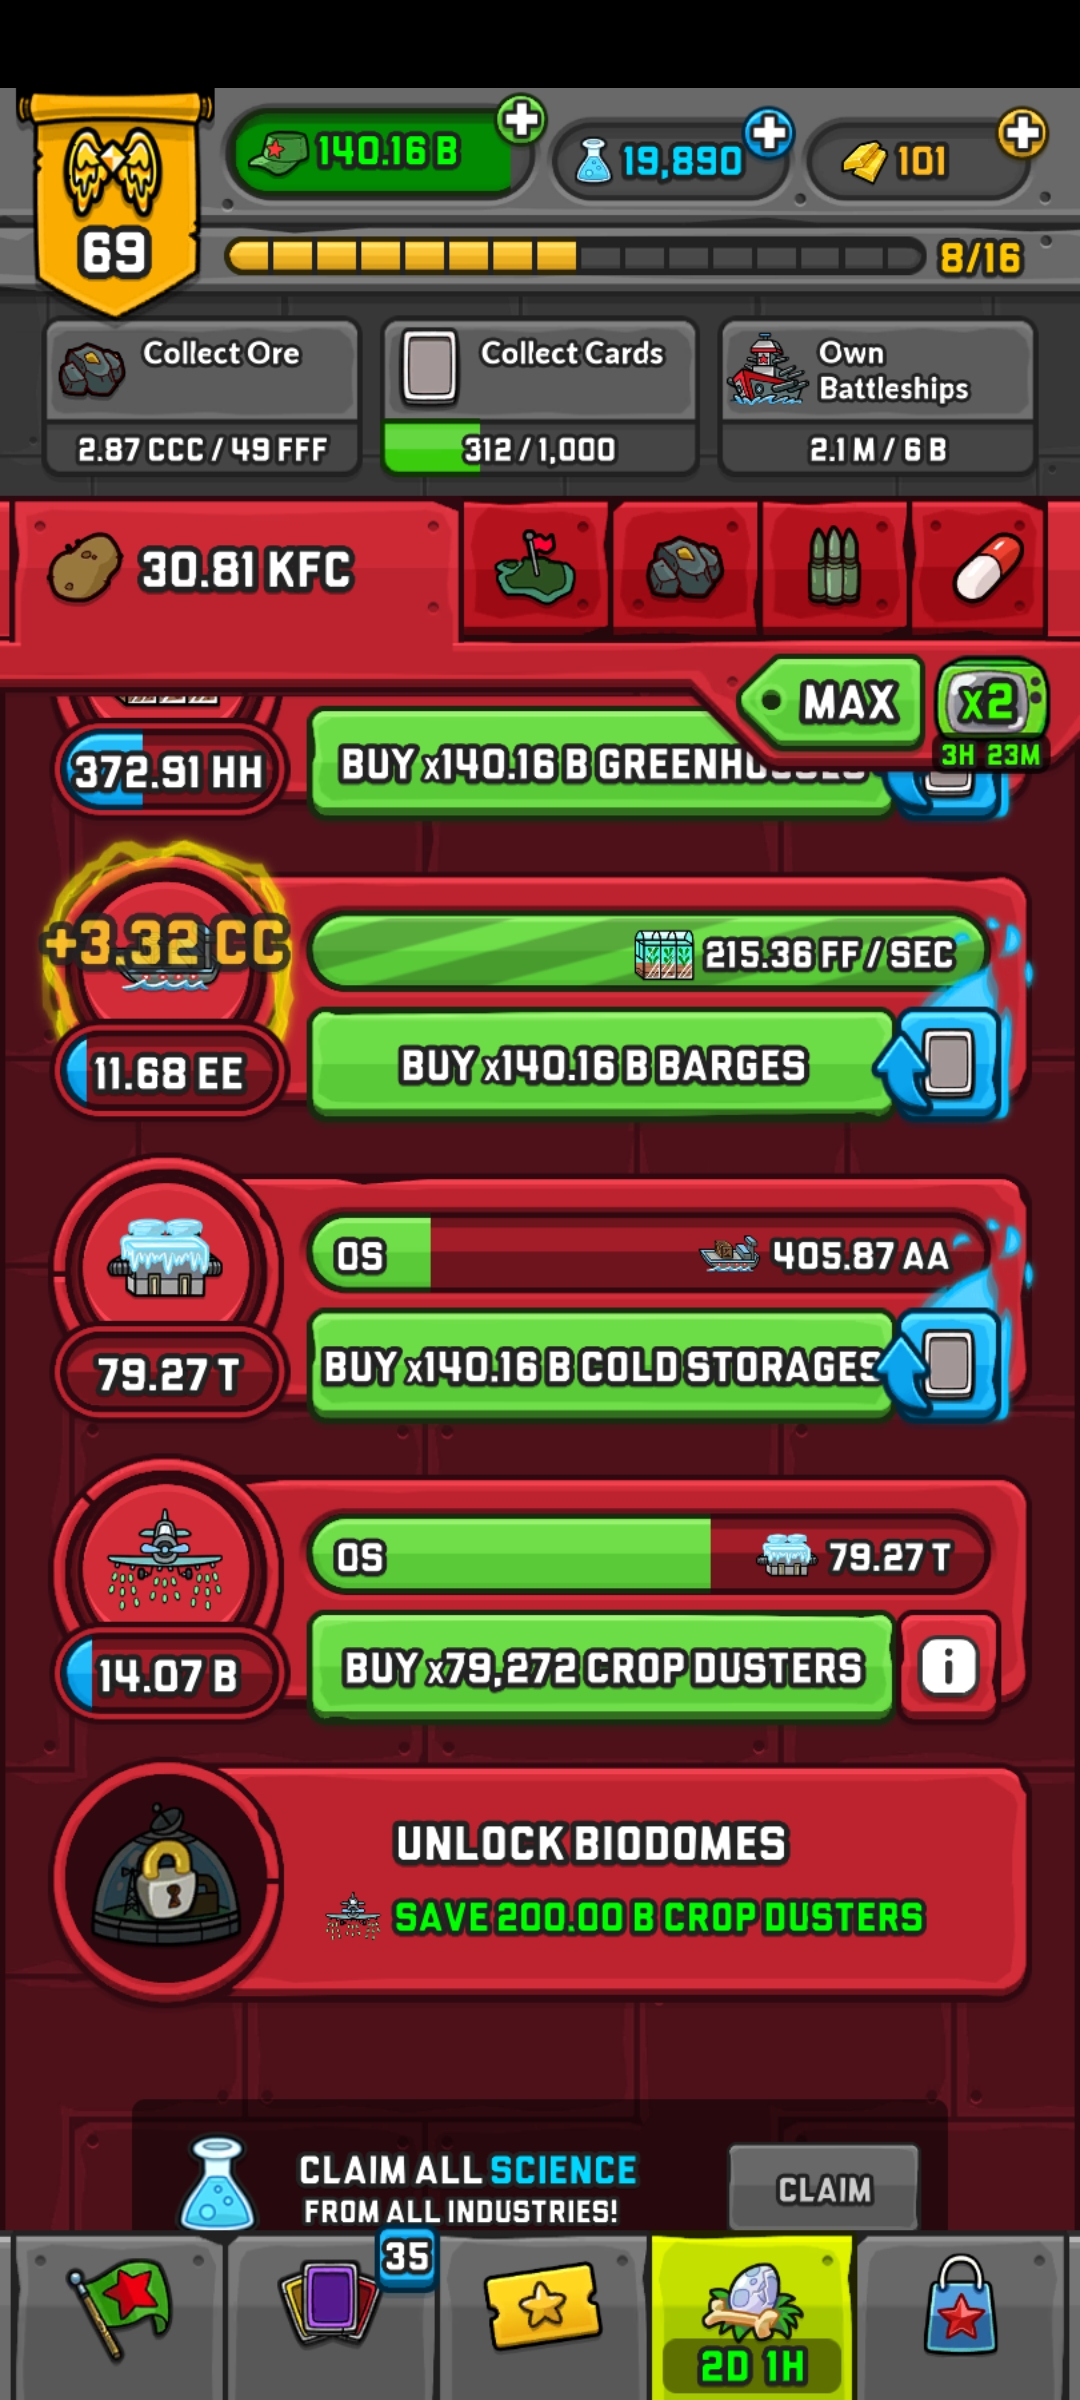 140.16 B
19,890
101
69
8/16
Collect Ore
2.87 CCC / 49 FFF
Collect Cards
312 / 1,000
Own
Battleships
2.1 M / 6 B
30.81 KFC
MAX
x2
3H 23M
372.91 HH
BUY x140.16 B GREENHOUSES
+3.32 CC
215.36 FF / SEC
11.68 EE
BUY x140.16 B BARGES
0S
405.87 AA
79.27 T
BUY x140.16 B COLD STORAGES
0S
79.27 T
14.07 B
BUY x79,272 CROP DUSTERS
i
UNLOCK BIODOMES
SAVE 200.00 B CROP DUSTERS
CLAIM ALL SCIENCE
FROM ALL INDUSTRIES!
CLAIM
35
2D 1H